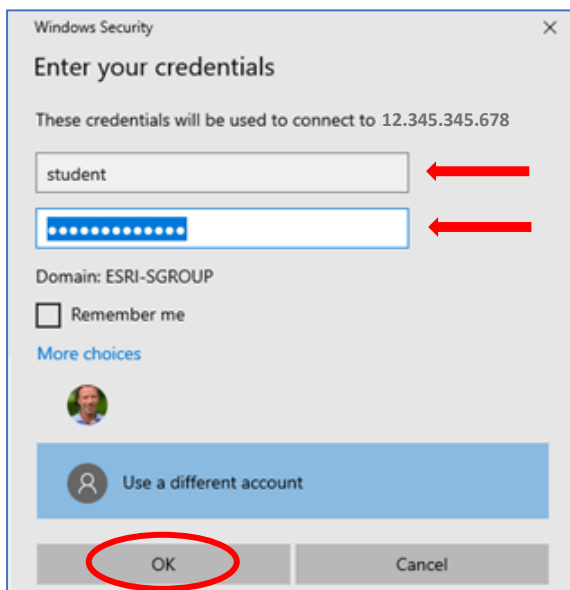 Windows Security
Enter your credentials
These credentials will be used to connect to 12.345.345.678
student
•••••••••••••
Domain: ESRI-SGROUP
Remember me
More choices
Use a different account
OK
Cancel